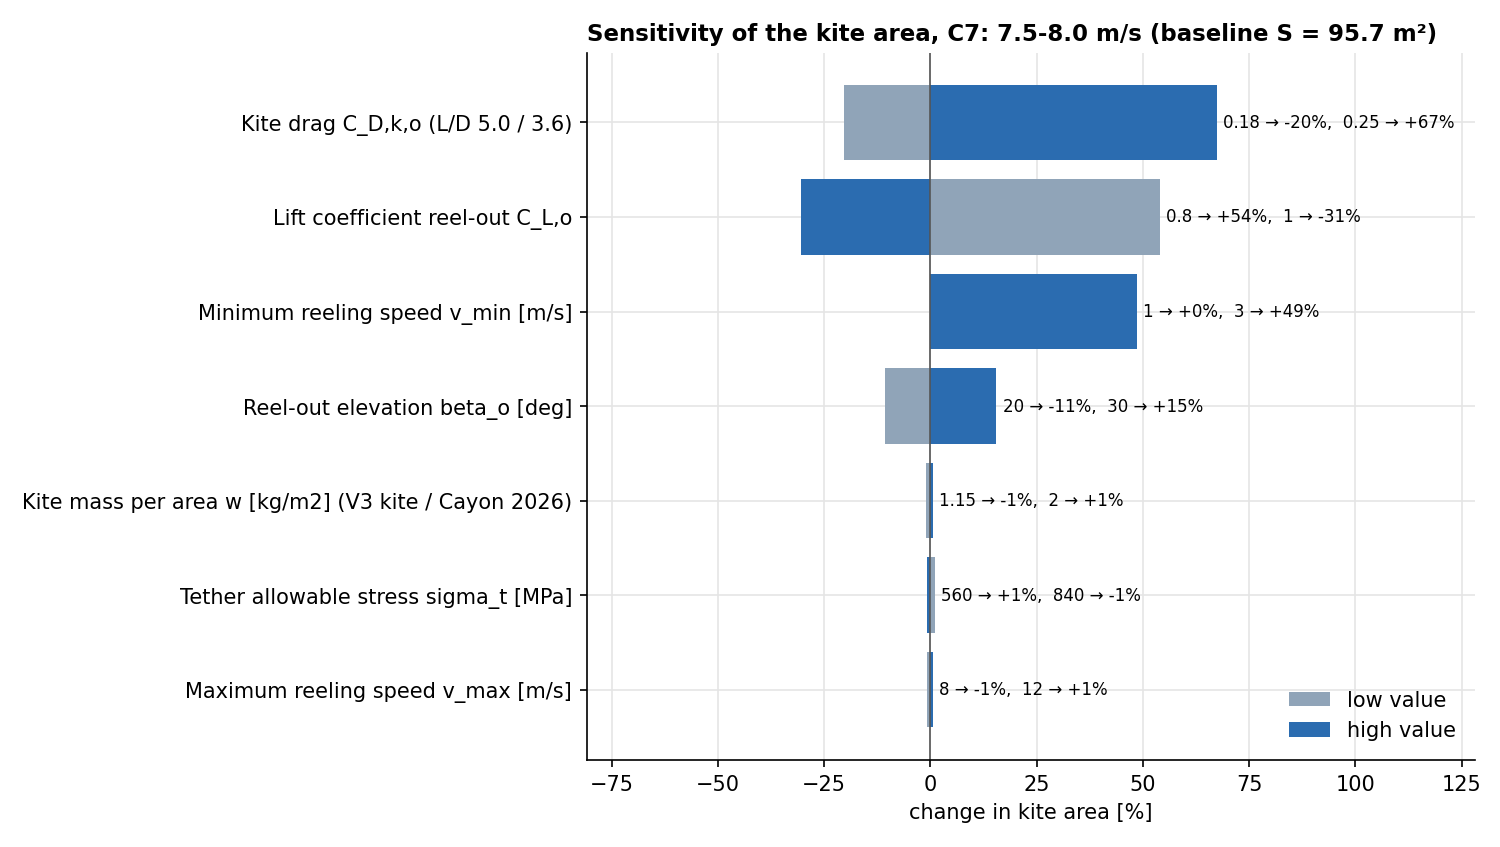 Sensitivity of the kite area, C7: 7.5-8.0 m/s (baseline S = 95.7 m²)
Kite drag C_D,k,o (L/D 5.0 / 3.6)
0.18 → -20%,  0.25 → +67%
Lift coefficient reel-out C_L,o
0.8 → +54%,  1 → -31%
Minimum reeling speed v_min [m/s]
1 → +0%,  3 → +49%
Reel-out elevation beta_o [deg]
20 → -11%,  30 → +15%
Kite mass per area w [kg/m2] (V3 kite / Cayon 2026)
1.15 → -1%,  2 → +1%
Tether allowable stress sigma_t [MPa]
560 → +1%,  840 → -1%
Maximum reeling speed v_max [m/s]
8 → -1%,  12 → +1%
low value
high value
−75 −50 −25 0 25 50 75 100 125
change in kite area [%]